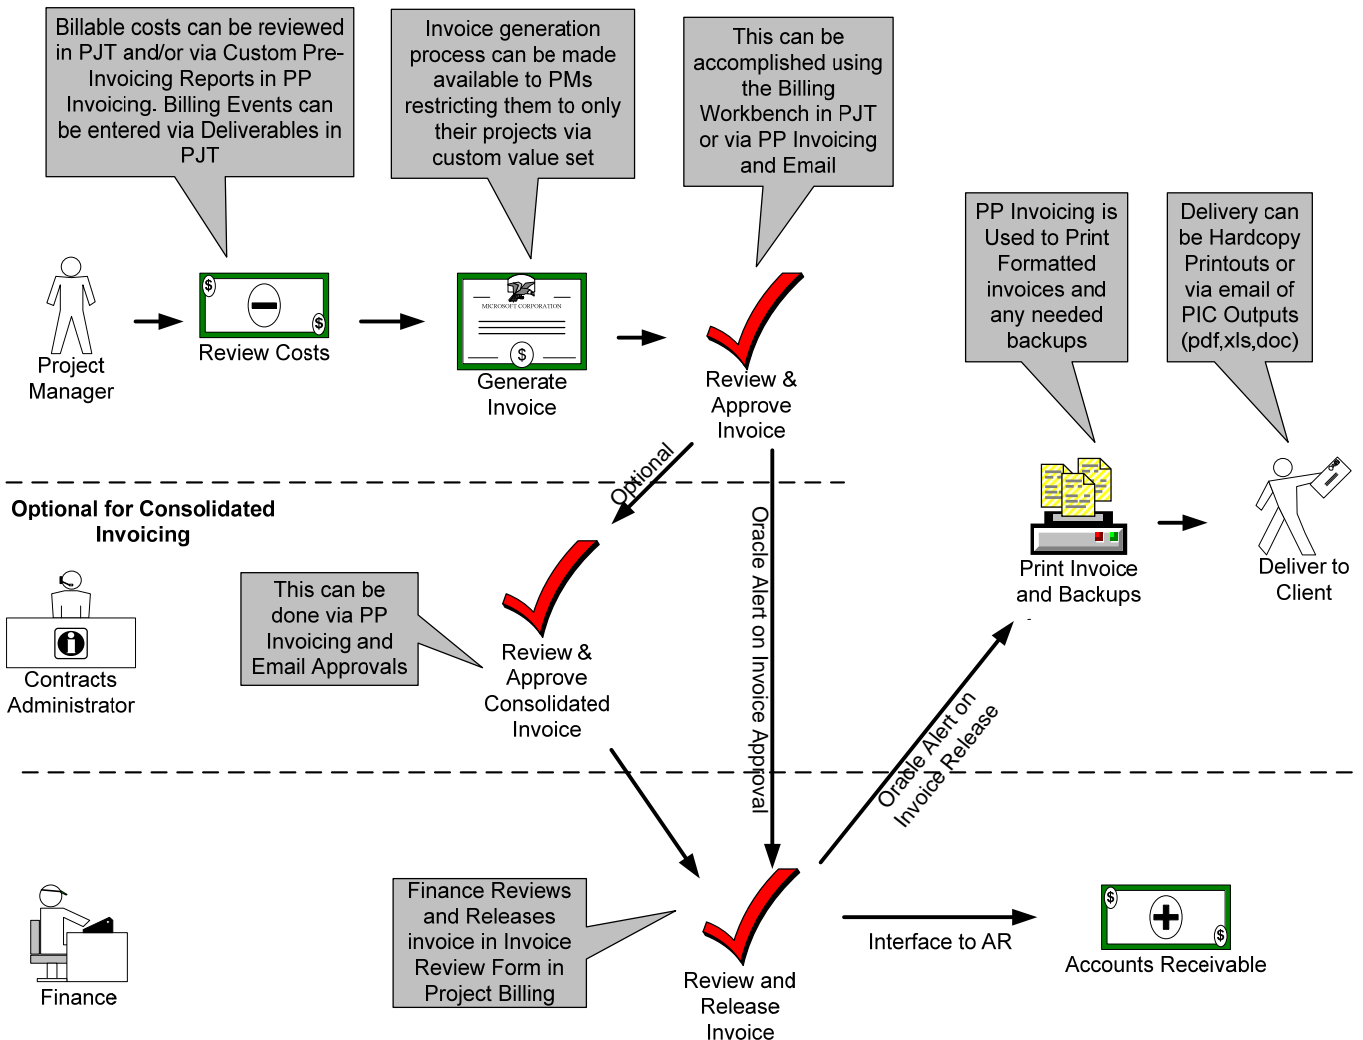 Billable costs can be reviewed
in PJT and/or via Custom Pre-
Invoicing Reports in PP
Invoicing. Billing Events can
be entered via Deliverables in
PJT
Invoice generation
process can be made
available to PMs
restricting them to only
their projects via
custom value set
This can be
accomplished using
the Billing
Workbench in PJT
or via PP Invoicing
and Email
PP Invoicing is
Used to Print
Formatted
invoices and
any needed
backups
Delivery can
be Hardcopy
Printouts or
via email of
PIC Outputs
(pdf,xls,doc)
Project
Manager
$
$
Review Costs
MICROSOFT CORPORATION
$
Generate
Invoice
Review &
Approve
Invoice
Optional
Oracle Alert on Invoice Approval
Print Invoice
and Backups
Deliver to
Client
Optional for Consolidated
Invoicing
i
Contracts
Administrator
This can be
done via PP
Invoicing and
Email Approvals
Review &
Approve
Consolidated
Invoice
Oracle Alert on
Invoice Release
Finance
Finance Reviews
and Releases
invoice in Invoice
Review Form in
Project Billing
Review and
Release
Invoice
Interface to AR
$
$
Accounts Receivable